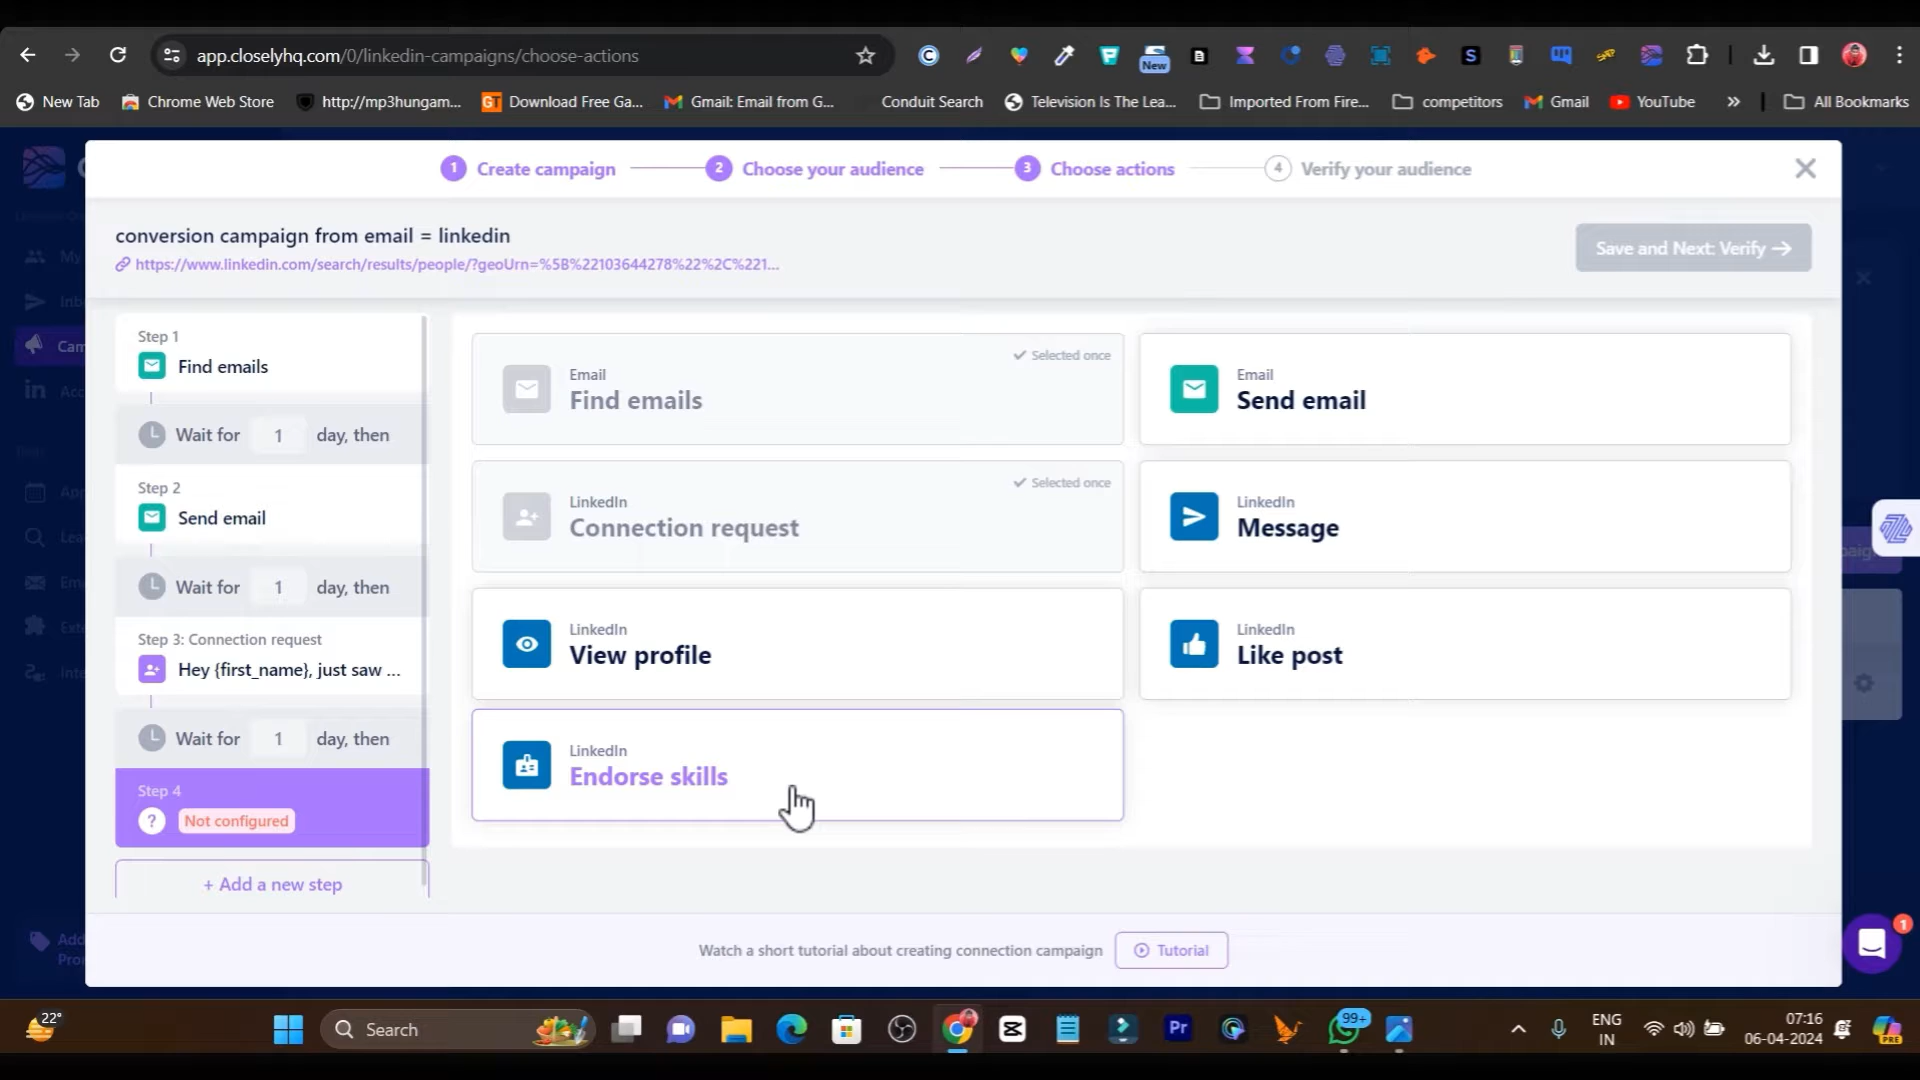 app.closelyhq.com/0/linkedin-campaigns/choose-actions
New
New Tab
Chrome Web Store
http://mp3hungam...
Download Free Ga...
Gmail: Email from G...
Conduit Search
Television Is The Lea...
Imported From Fire...
competitors
Gmail
YouTube
»
All Bookmarks
1 Create campaign
2 Choose your audience
3 Choose actions
4 Verify your audience
conversion campaign from email = linkedin
https://www.linkedin.com/search/results/people/?geoUrn=%5B%22103644278%22%2C%221...
Save and Next: Verify
Step 1
Find emails
Wait for 1 day, then
Step 2
Send email
Wait for 1 day, then
Step 3: Connection request
Hey {first_name}, just saw ...
Wait for 1 day, then
Step 4
? Not configured
+ Add a new step
Selected once
Email
Find emails
Email
Send email
Selected once
LinkedIn
Connection request
LinkedIn
Message
LinkedIn
View profile
LinkedIn
Like post
LinkedIn
Endorse skills
Watch a short tutorial about creating connection campaign
Tutorial
1
22°
Search
Pr
99+
ENG
IN
07:16
06-04-2024
PRE